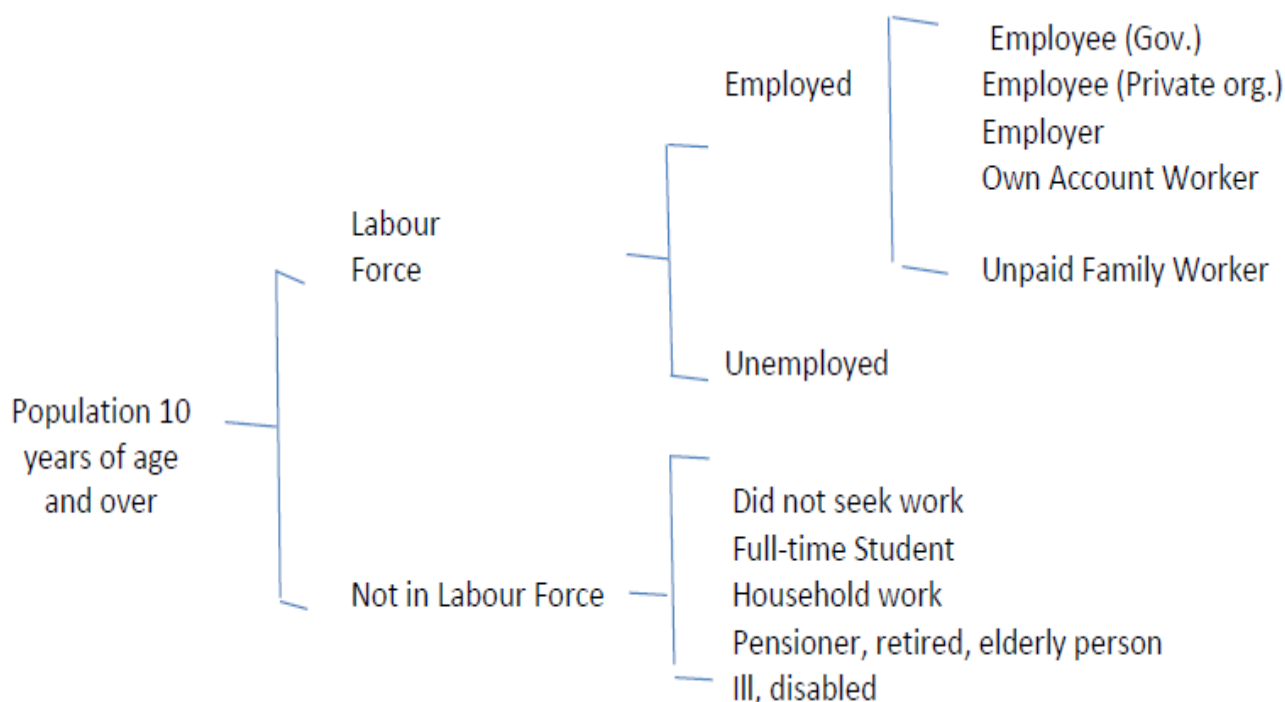 Employee (Gov.)
Employed
Employee (Private org.)
Employer
Own Account Worker
Labour
Force
Unpaid Family Worker
Unemployed
Population 10
years of age
and over
Did not seek work
Full-time Student
Not in Labour Force
Household work
Pensioner, retired, elderly person
Ill, disabled